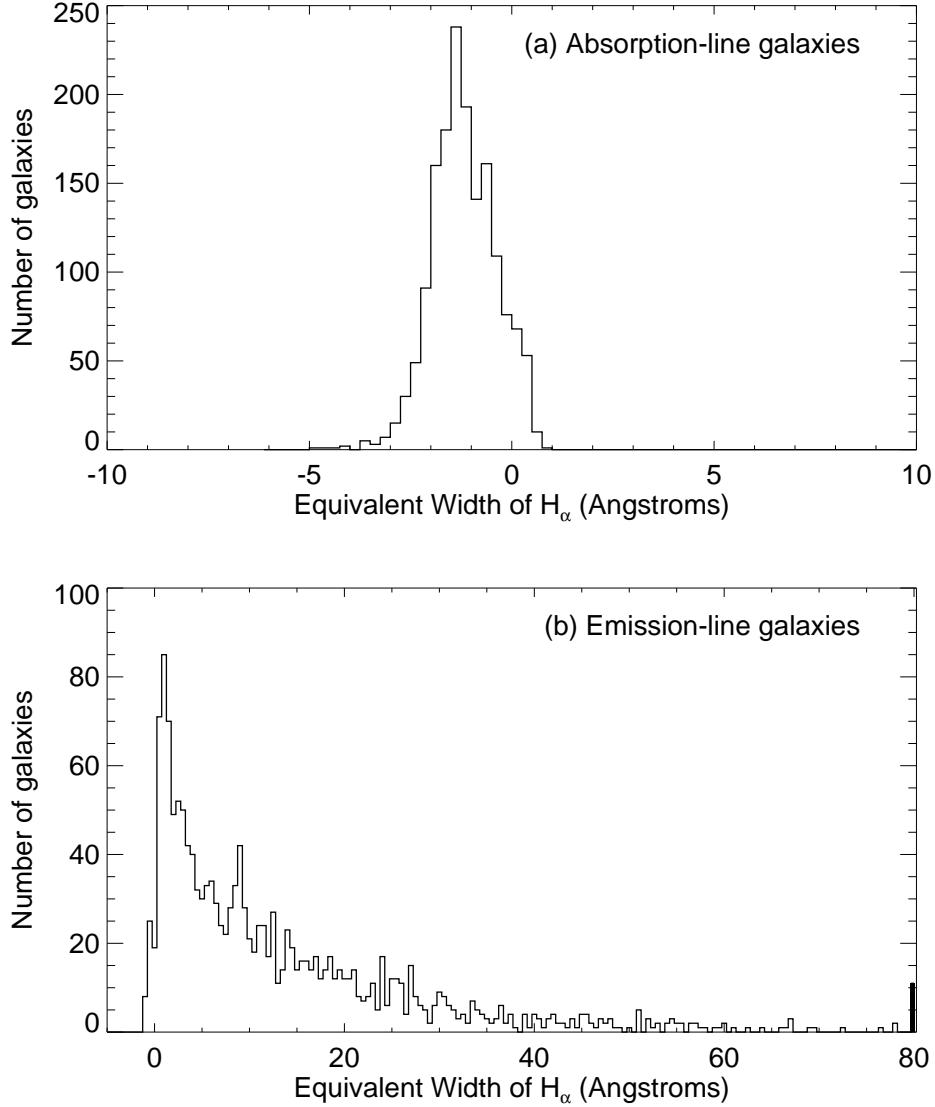 250
200
150
100
50
0
Number of galaxies
(a) Absorption-line galaxies
-10 -5 0 5 10
Equivalent Width of Hα (Angstroms)
100
80
60
40
20
0
Number of galaxies
(b) Emission-line galaxies
0 20 40 60 80
Equivalent Width of Hα (Angstroms)